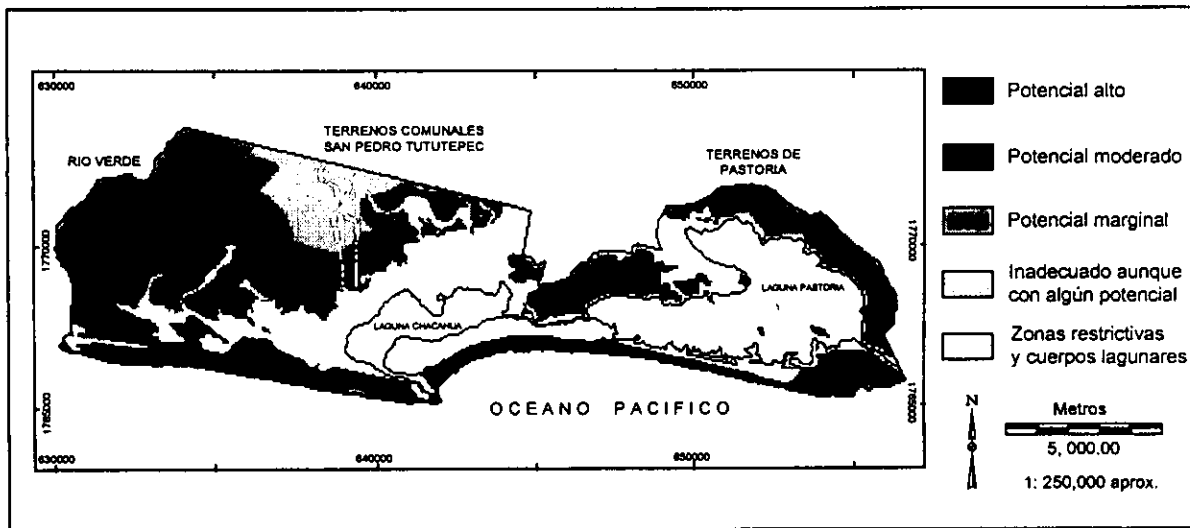 630000 640000 650000
TERRENOS COMUNALES
SAN PEDRO TUTUTEPEC
RIO VERDE
TERRENOS DE
PASTORIA
1770000
1770000
LAGUNA PASTORIA
LAGUNA CHACAHUA
OCEANO PACIFICO
1765000
1765000
630000 640000 650000
Potencial alto
Potencial moderado
Potencial marginal
Inadecuado aunque
con algún potencial
Zonas restrictivas
y cuerpos lagunares
N
Metros
5, 000.00
1: 250,000 aprox.